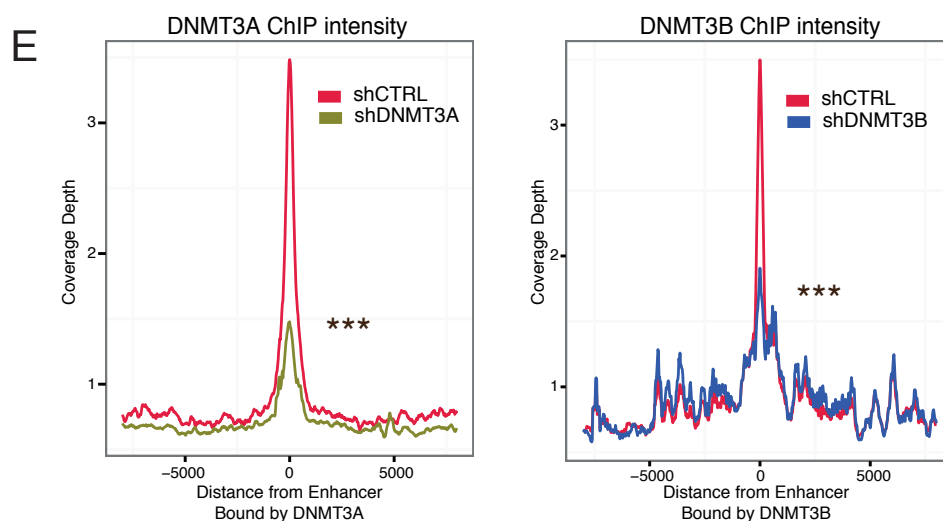 E
DNMT3A ChIP intensity
Coverage Depth
3
2
1
shCTRL
shDNMT3A
***
−5000
0
5000
Distance from Enhancer
Bound by DNMT3A
DNMT3B ChIP intensity
Coverage Depth
3
2
1
shCTRL
shDNMT3B
***
−5000
0
5000
Distance from Enhancer
Bound by DNMT3B